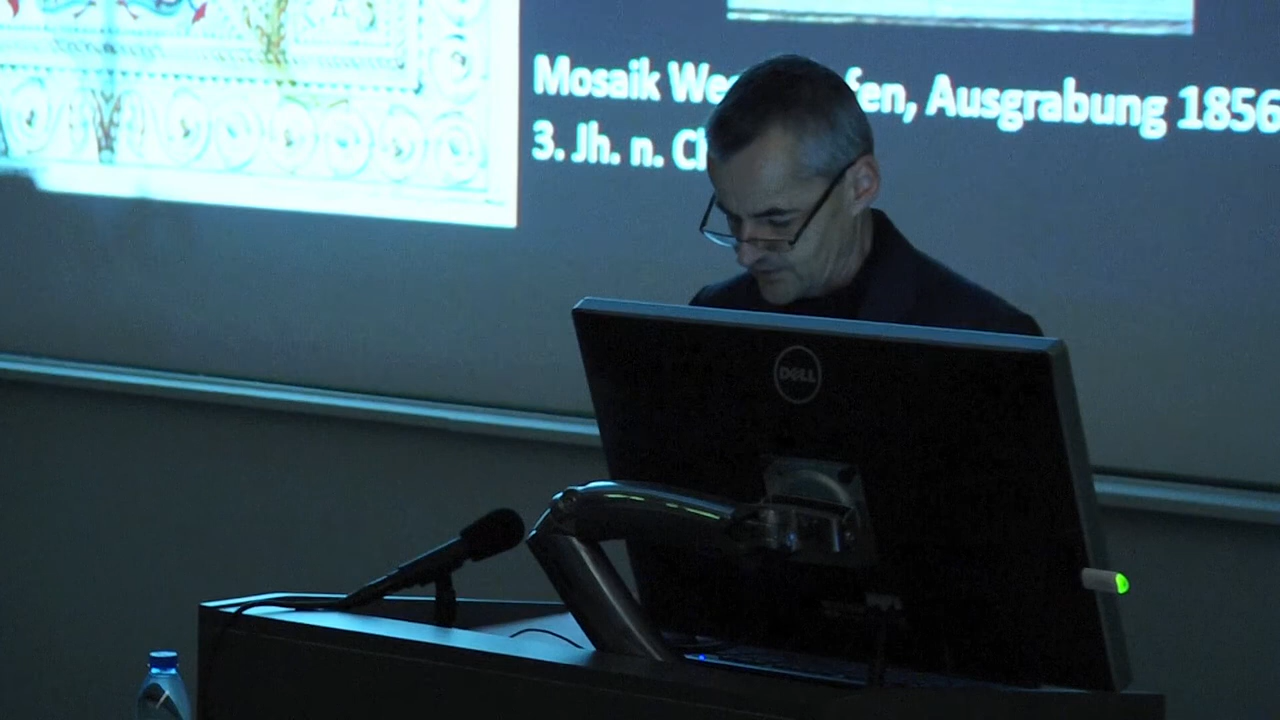 Mosaik We fen, Ausgrabung 1856
3. Jh. n. Ch
DELL